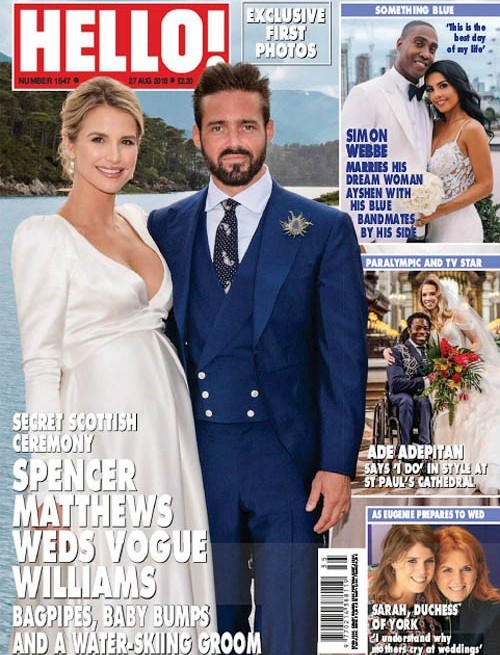 HELLO!
NUMBER 1547
27 AUG 2018
£2.20
EXCLUSIVE
FIRST
PHOTOS
SOMETHING BLUE
'This is the
best day
of my life'
SIMON
WEBBE
MARRIES HIS
DREAM WOMAN
AYSHEN WITH
HIS BLUE
BANDMATES
BY HIS SIDE
PARALYMPIC AND TV STAR
ADE ADEPITAN
SAYS 'I DO' IN STYLE AT
ST PAUL'S CATHEDRAL
AS EUGENIE PREPARES TO WED
SARAH, DUCHESS
OF YORK
'I understand why
mothers cry at weddings'
SECRET SCOTTISH
CEREMONY
SPENCER
MATTHEWS
WEDS VOGUE
WILLIAMS
BAGPIPES, BABY BUMPS
AND A WATER-SKIING GROOM
35